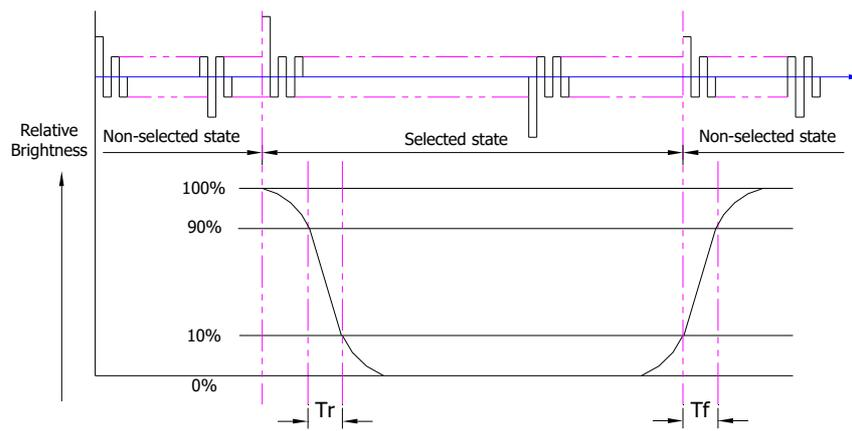 Relative
Brightness
Non-selected state
Selected state
Non-selected state
100%
90%
10%
0%
Tr
Tf